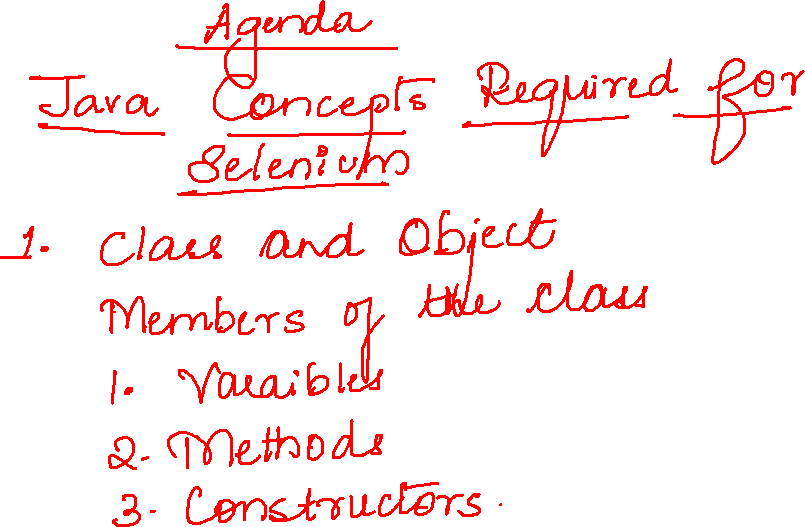 Agenda
Java Concepts Required for
Selenium
1. Class and Object
Members of the class
1. Varaibles
2. Methods
3. Constructors.